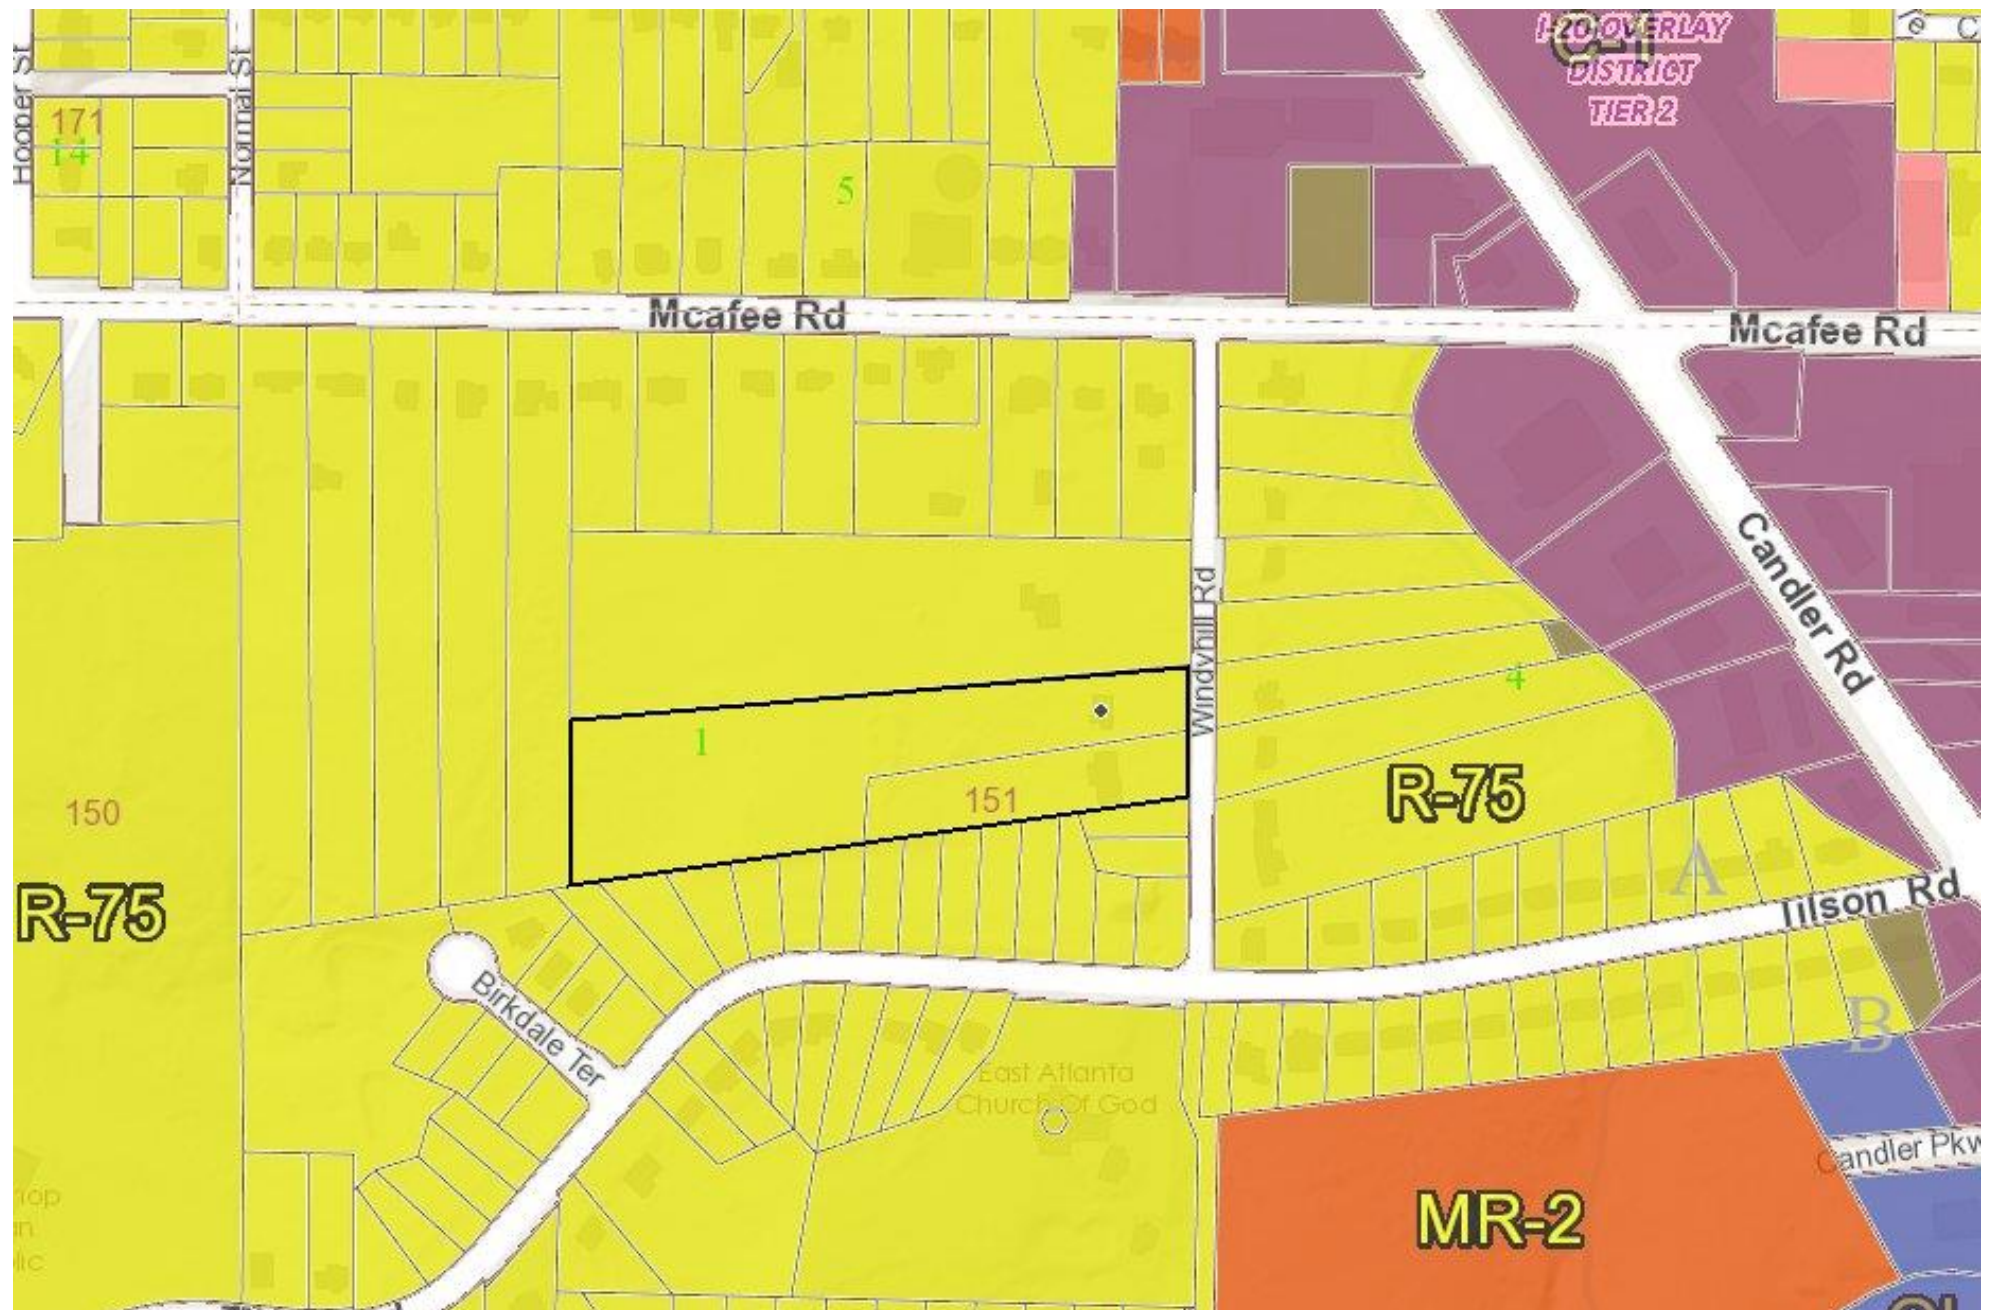 I-20 OVERLAY
DISTRICT
TIER 2
C-1
C
Hooper St
Normal St
171
14
5
Mcafee Rd
Mcafee Rd
Candler Rd
Windyhill Rd
4
1
151
R-75
150
R-75
A
Tilson Rd
B
Birkdale Ter
East Atlanta
Church Of God
Candler Pkw
MR-2